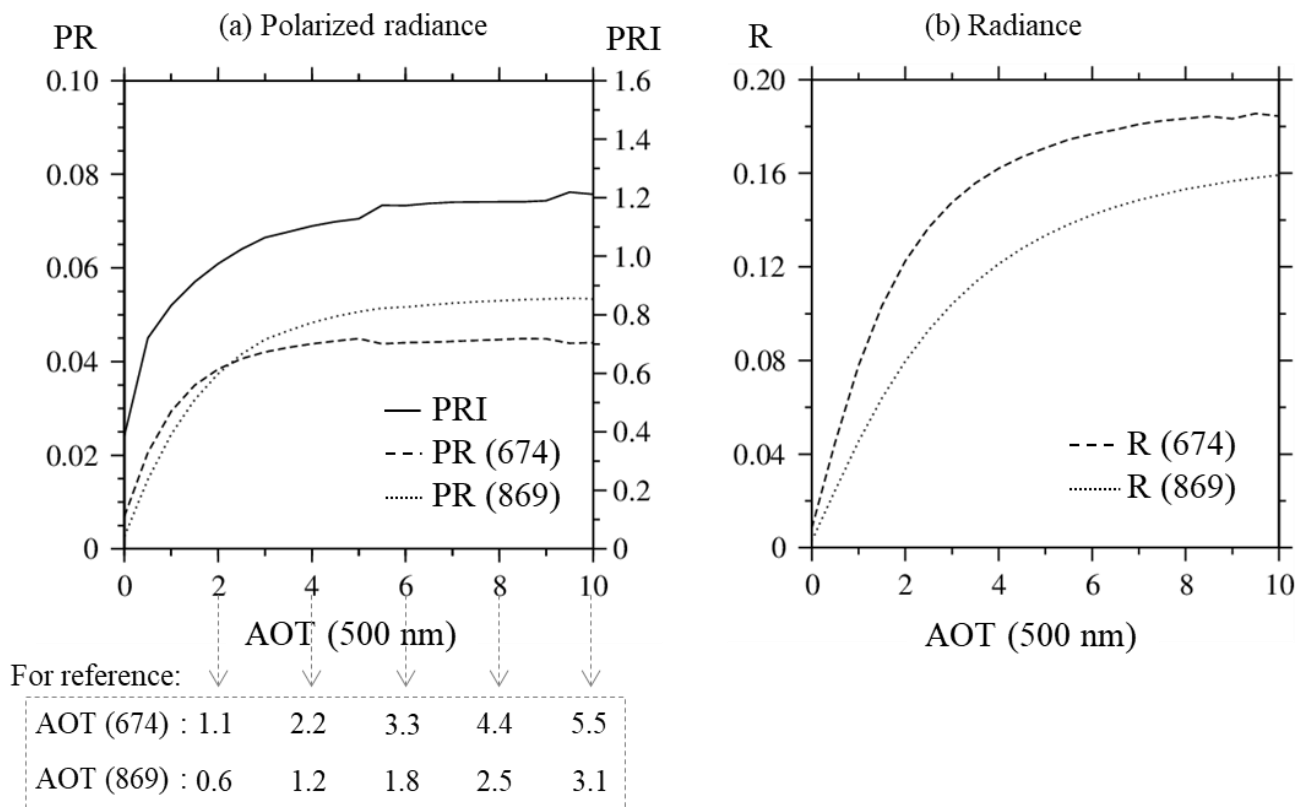 (a) Polarized radiance
PR
PRI
0.10
0.08
0.06
0.04
0.02
0
1.6
1.4
1.2
1.0
0.8
0.6
0.4
0.2
0
PRI
PR (674)
PR (869)
0 2 4 6 8 10
AOT (500 nm)
For reference:
AOT (674) : 1.1 2.2 3.3 4.4 5.5
AOT (869) : 0.6 1.2 1.8 2.5 3.1
(b) Radiance
R
0.20
0.16
0.12
0.08
0.04
0
R (674)
R (869)
0 2 4 6 8 10
AOT (500 nm)